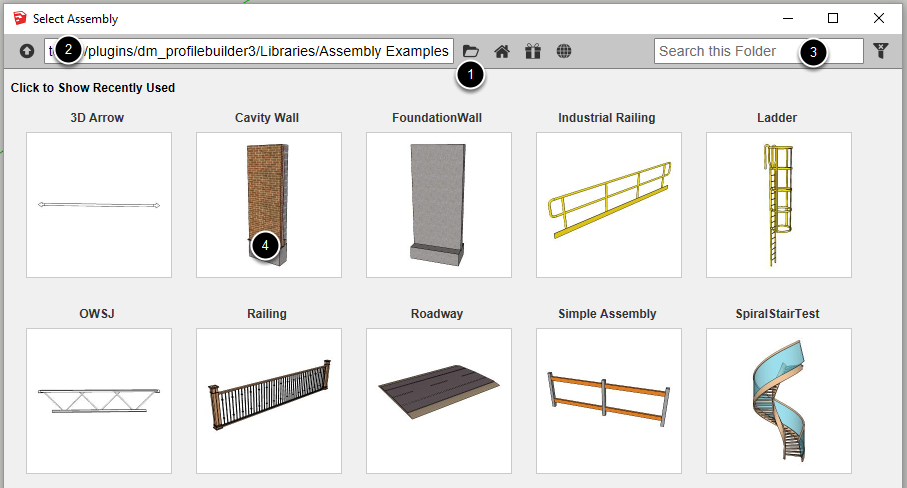 Select Assembly
2
t /plugins/dm_profilebuilder3/Libraries/Assembly Examples
1
Search this Folder
3
Click to Show Recently Used
3D Arrow
Cavity Wall
FoundationWall
Industrial Railing
Ladder
4
OWSJ
Railing
Roadway
Simple Assembly
SpiralStairTest